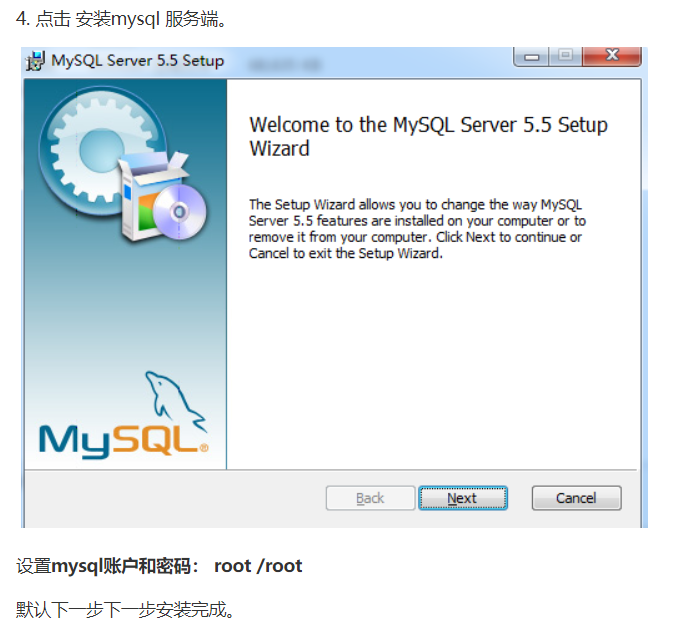 4. 点击 安装mysql 服务端。
MySQL Server 5.5 Setup
Welcome to the MySQL Server 5.5 Setup
Wizard
The Setup Wizard allows you to change the way MySQL
Server 5.5 features are installed on your computer or to
remove it from your computer. Click Next to continue or
Cancel to exit the Setup Wizard.
MySQL®
Back Next Cancel
设置mysql账户和密码： root /root
默认下一步下一步安装完成。